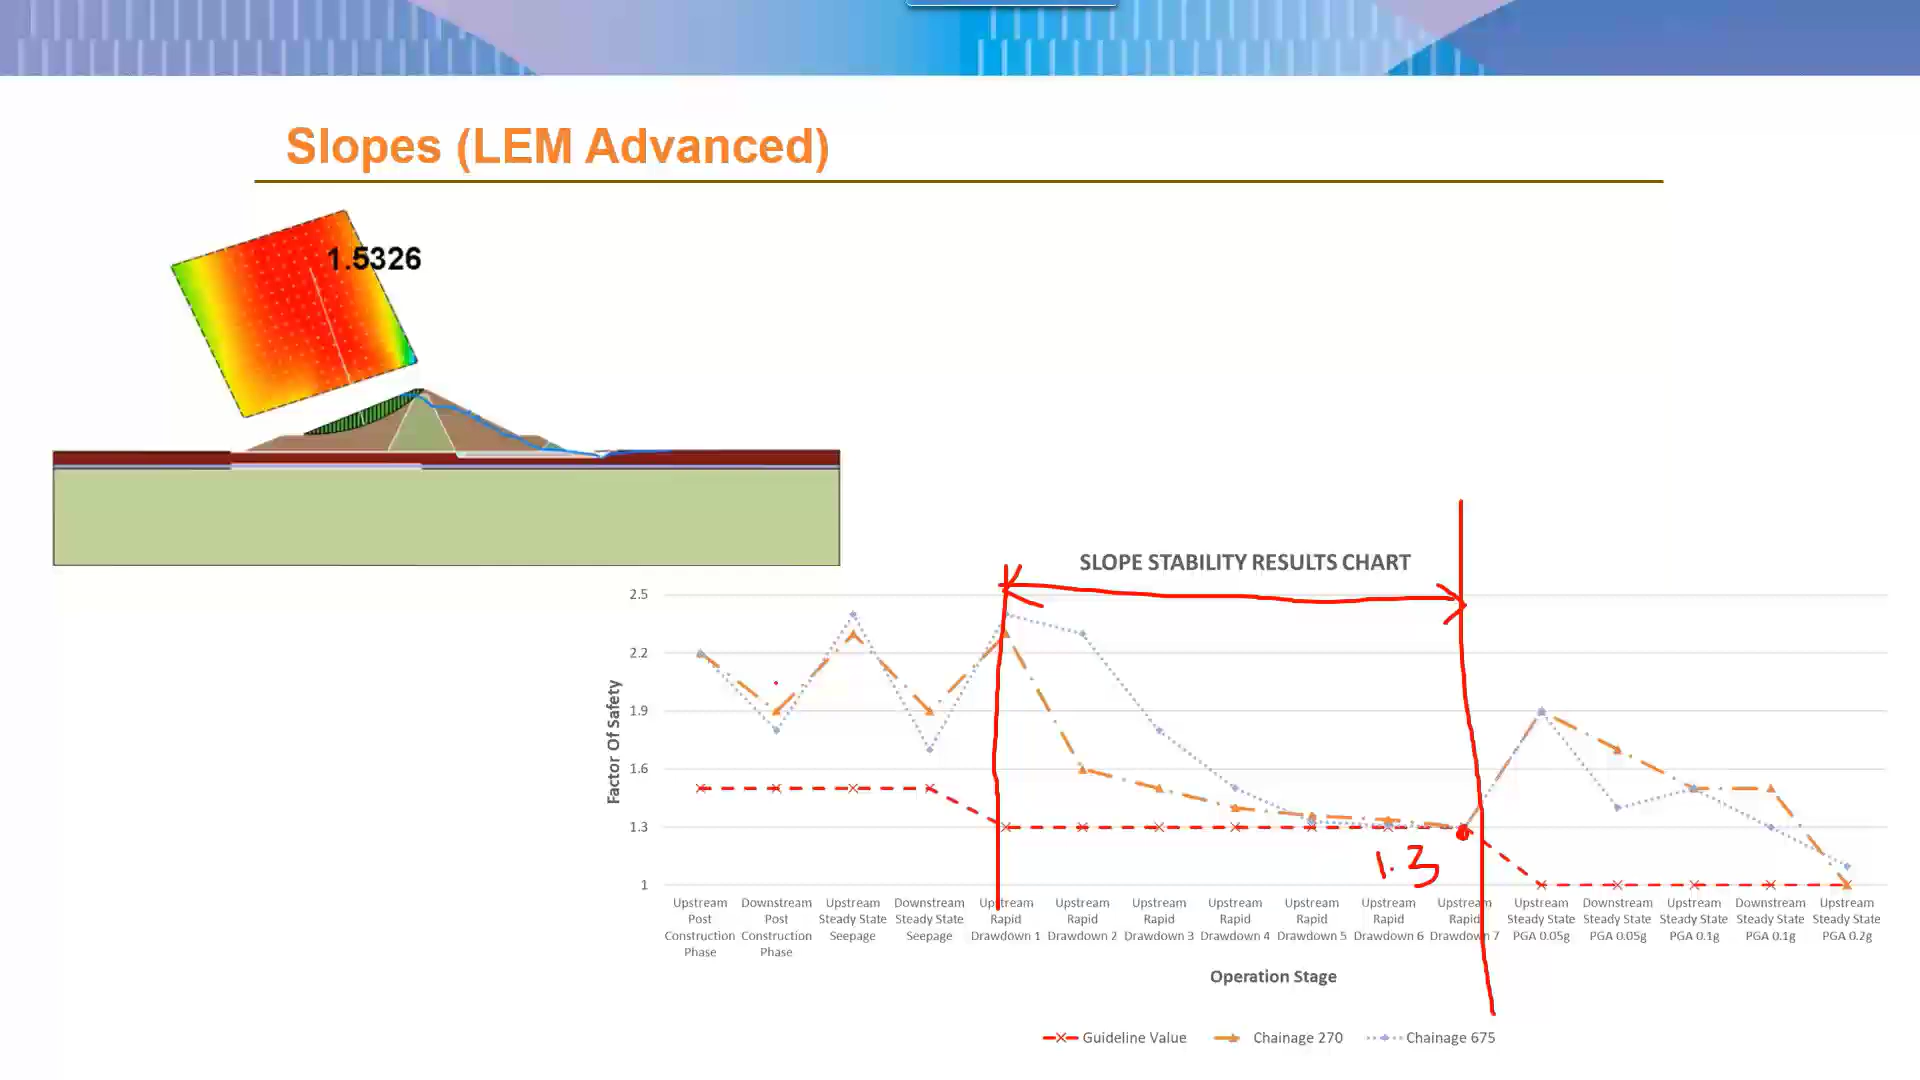 Slopes (LEM Advanced)
1.5326
SLOPE STABILITY RESULTS CHART
2.5
2.2
1.9
1.6
1.3
1
Factor Of Safety
1.3
Upstream Post Construction Phase
Downstream Post Construction Phase
Upstream Steady State Seepage
Downstream Steady State Seepage
Upstream Rapid Drawdown 1
Upstream Rapid Drawdown 2
Upstream Rapid Drawdown 3
Upstream Rapid Drawdown 4
Upstream Rapid Drawdown 5
Upstream Rapid Drawdown 6
Upstream Rapid Drawdown 7
Upstream Steady State PGA 0.05g
Downstream Steady State PGA 0.05g
Upstream Steady State PGA 0.1g
Downstream Steady State PGA 0.1g
Upstream Steady State PGA 0.2g
Operation Stage
Guideline Value
Chainage 270
Chainage 675